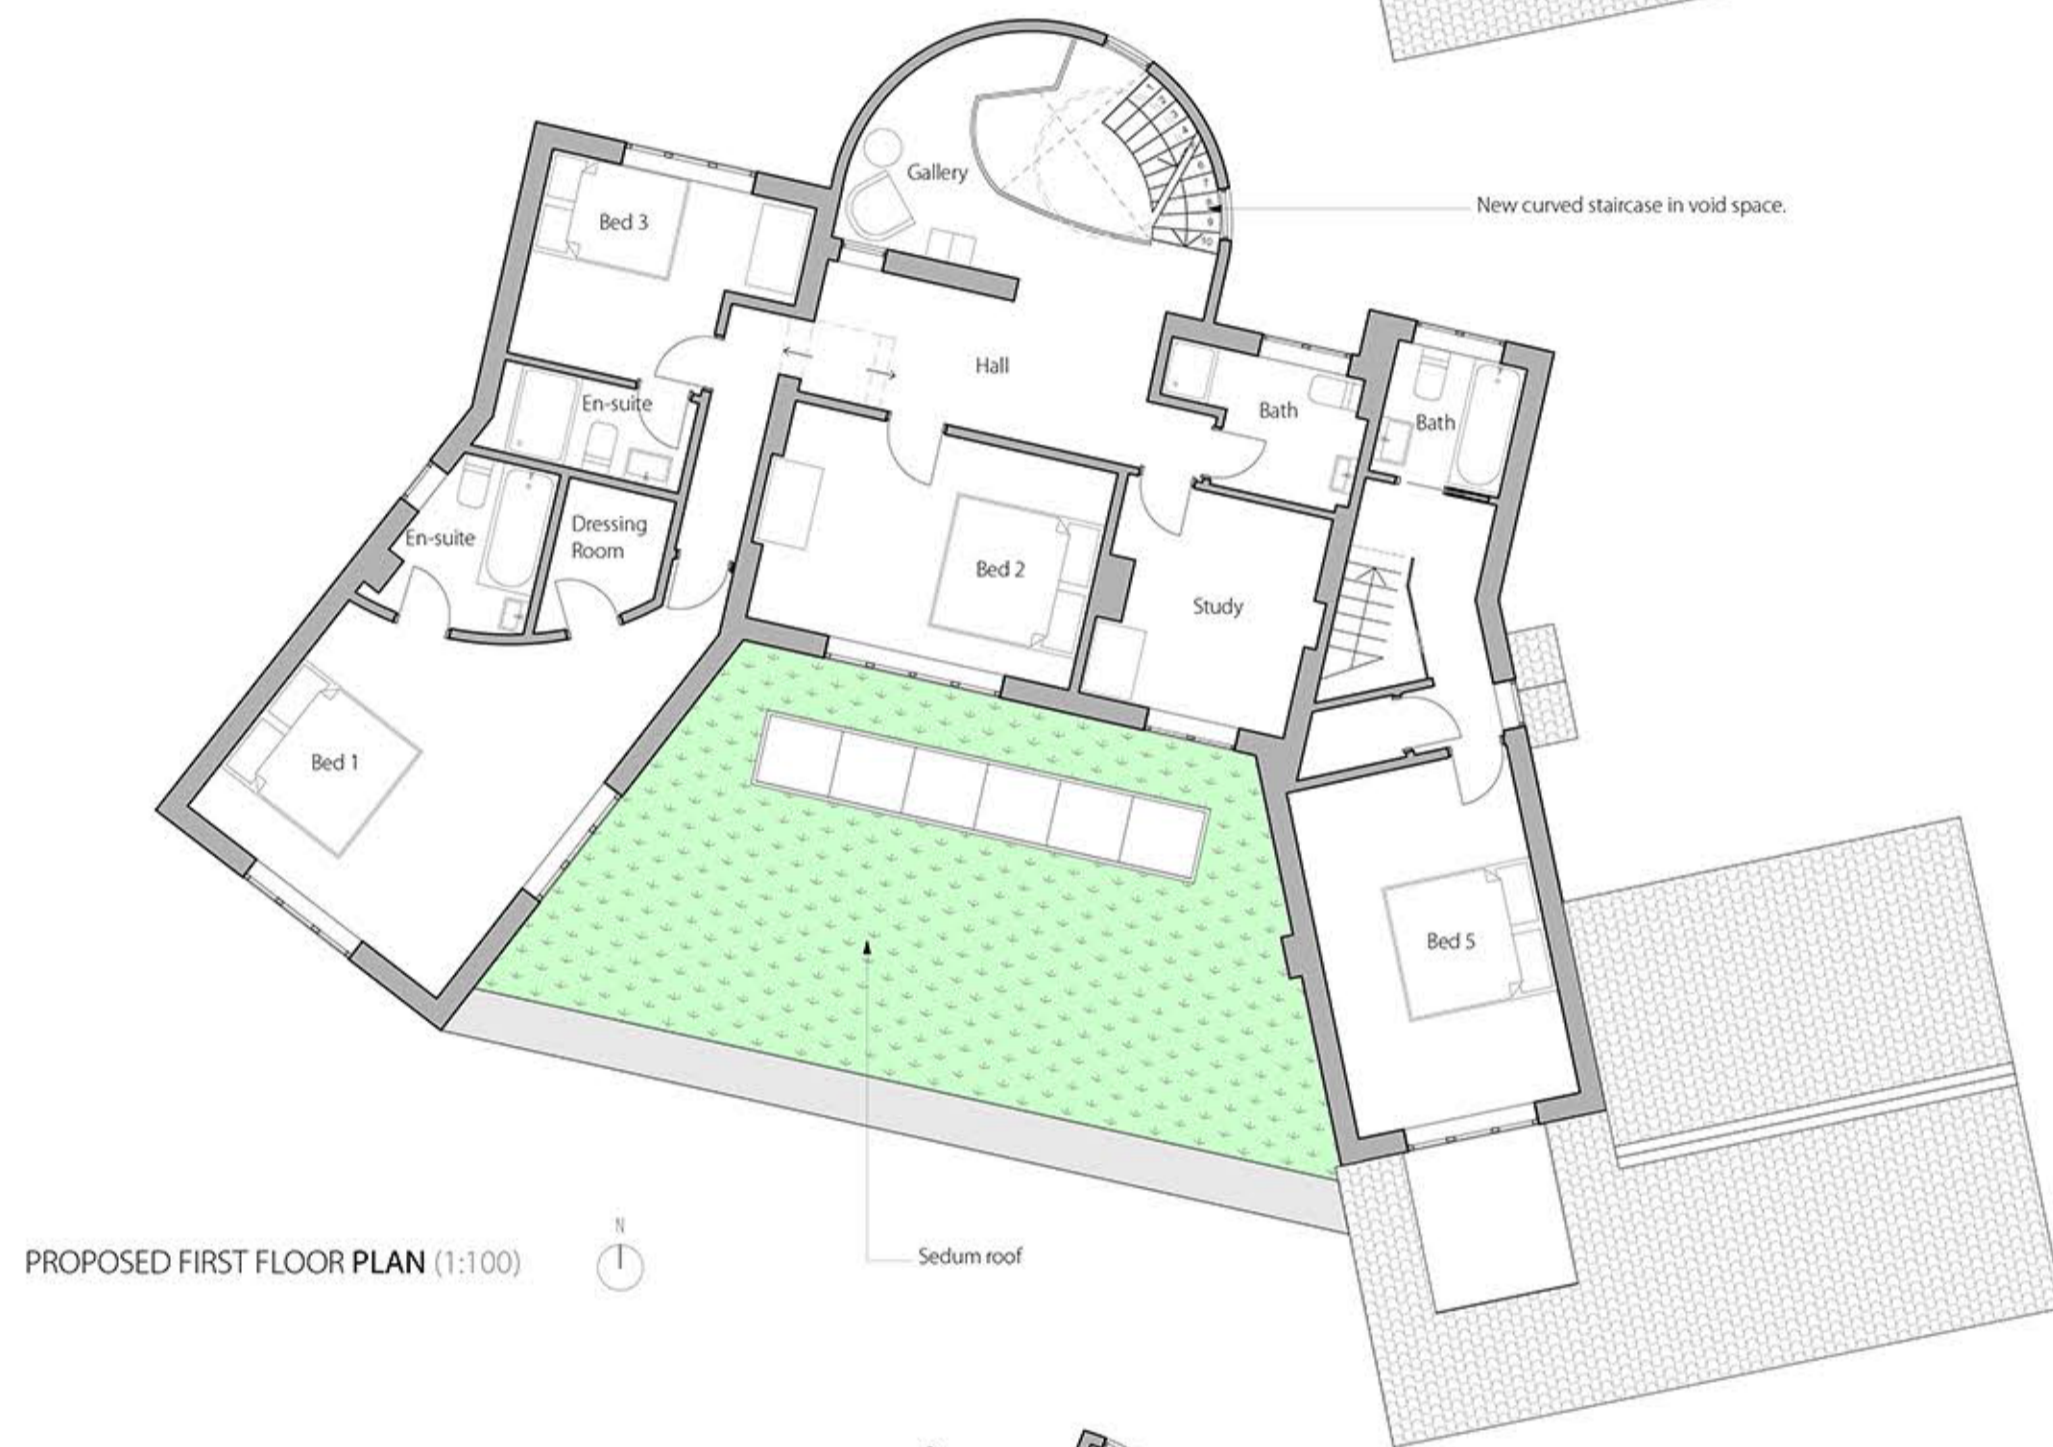 Gallery
Bed 3
New curved staircase in void space.
Hall
En-suite
Bath
Bath
Dressing
Room
En-suite
Bed 2
Study
Bed 1
Bed 5
N
PROPOSED FIRST FLOOR PLAN (1:100)
Sedum roof